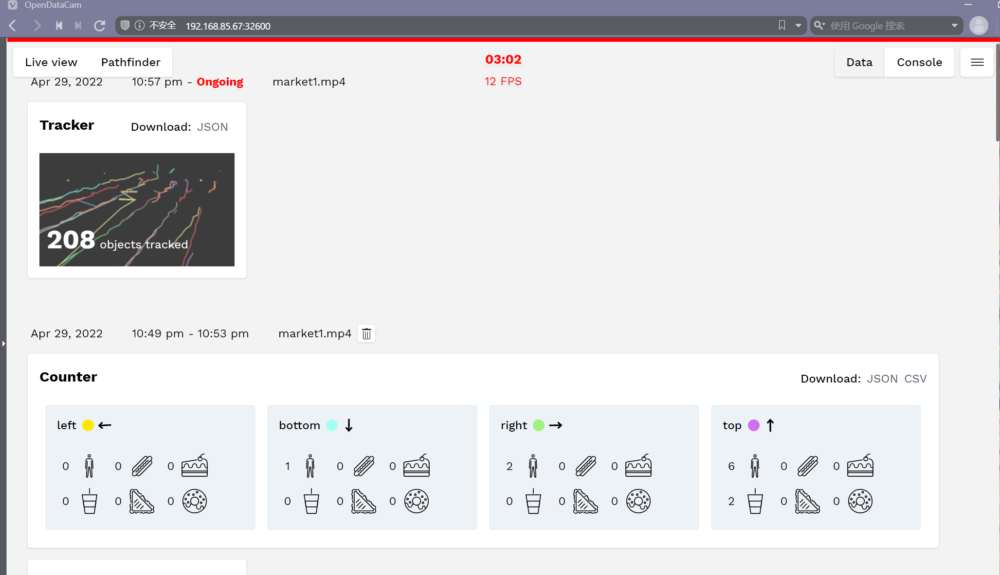 OpenDataCam
不安全 192.168.85.67:32600 使用 Google 搜索
Live view Pathfinder 03:02 Data Console
Apr 29, 2022 10:57 pm - Ongoing market1.mp4 12 FPS
Tracker Download: JSON
208 objects tracked
Apr 29, 2022 10:49 pm - 10:53 pm market1.mp4
Counter Download: JSON CSV
left bottom right top
0 0 0 1 0 0 2 0 0 6 0 0
0 0 0 0 0 0 0 0 0 2 0 0